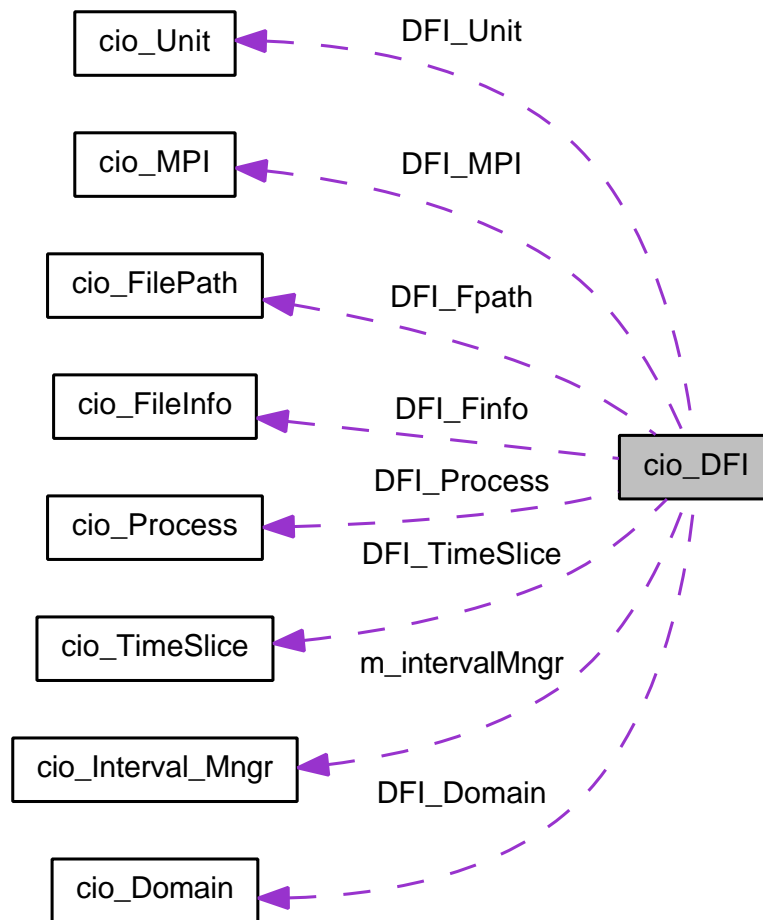 cio_Unit
DFI_Unit
cio_MPI
DFI_MPI
cio_FilePath
DFI_Fpath
cio_FileInfo
DFI_Finfo
cio_DFI
cio_Process
DFI_Process
DFI_TimeSlice
cio_TimeSlice
m_intervalMngr
cio_Interval_Mngr
DFI_Domain
cio_Domain